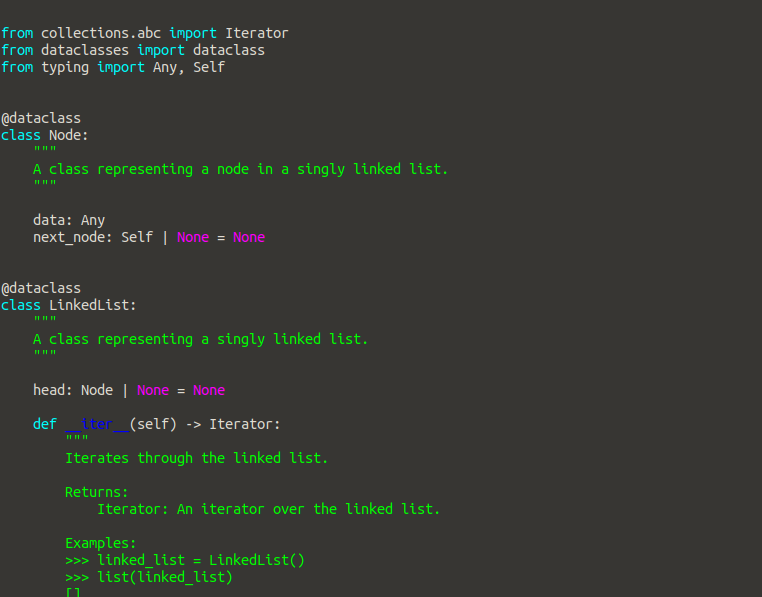 from collections.abc import Iterator
from dataclasses import dataclass
from typing import Any, Self
@dataclass
class Node:
    """
    A class representing a node in a singly linked list.
    """
    data: Any
    next_node: Self | None = None
@dataclass
class LinkedList:
    """
    A class representing a singly linked list.
    """
    head: Node | None = None
    def __iter__(self) -> Iterator:
        """
        Iterates through the linked list.
        Returns:
            Iterator: An iterator over the linked list.
        Examples:
        >>> linked_list = LinkedList()
        >>> list(linked_list)
        []